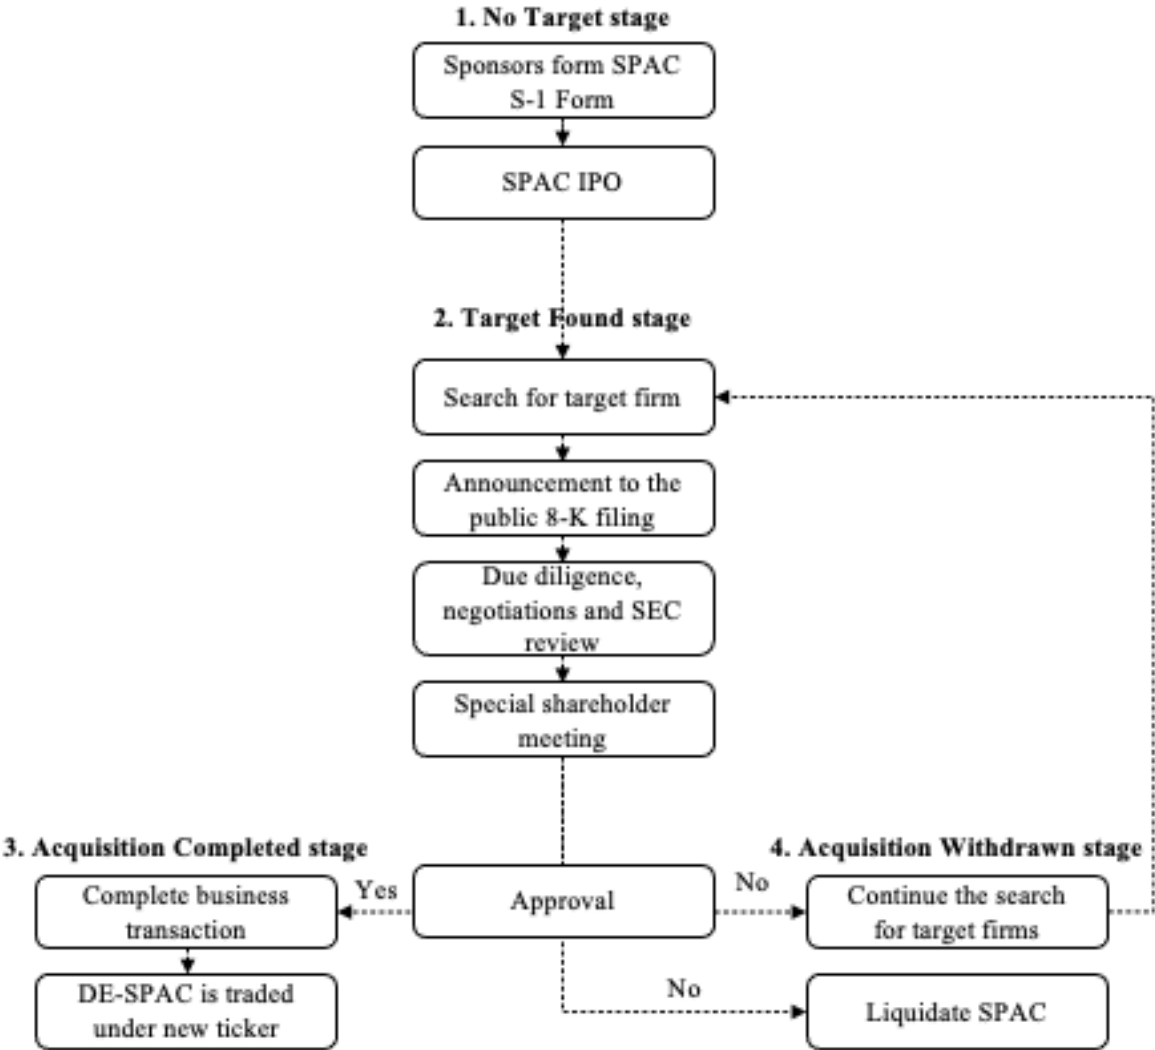 1. No Target stage
Sponsors form SPAC
S-1 Form
SPAC IPO
2. Target Found stage
Search for target firm
Announcement to the
public 8-K filing
Due diligence,
negotiations and SEC
review
Special shareholder
meeting
3. Acquisition Completed stage
Complete business
transaction
Yes
DE-SPAC is traded
under new ticker
Approval
4. Acquisition Withdrawn stage
No
Continue the search
for target firms
No
Liquidate SPAC